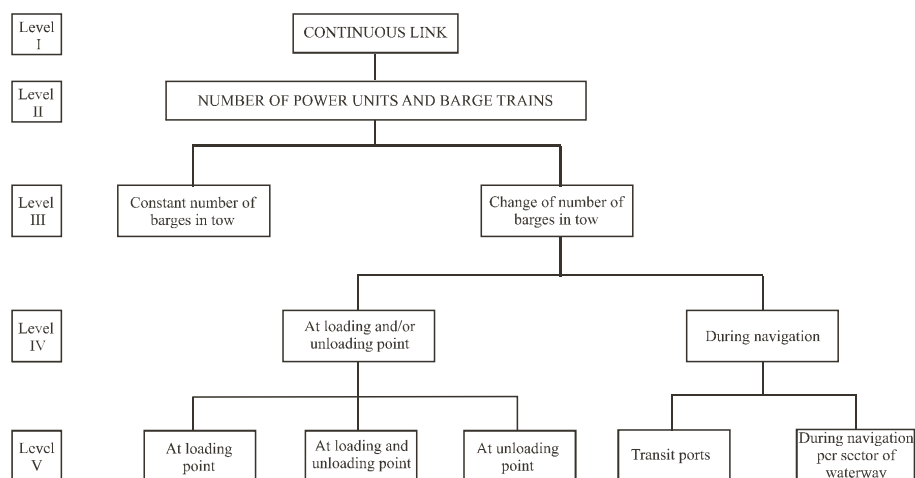 Level
I
CONTINUOUS LINK
Level
II
NUMBER OF POWER UNITS AND BARGE TRAINS
Level
III
Constant number of
barges in tow
Change of number of
barges in tow
Level
IV
At loading and/or
unloading point
During navigation
Level
V
At loading
point
At loading and
unloading point
At unloading
point
Transit ports
During navigation
per sector of
waterway